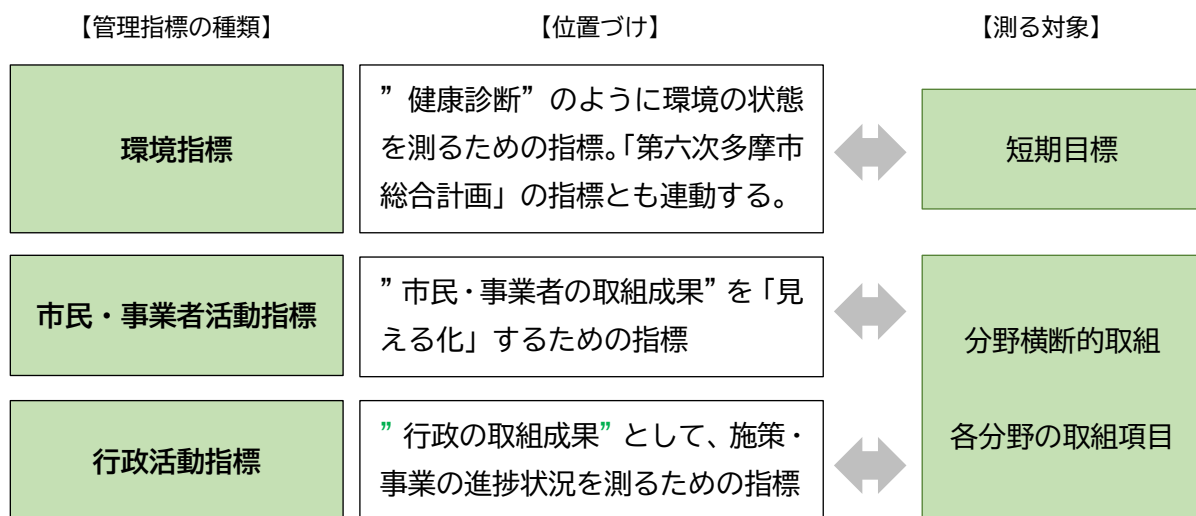 【管理指標の種類】
【位置づけ】
【測る対象】
環境指標
”健康診断”のように環境の状態
を測るための指標。「第六次多摩市
総合計画」の指標とも連動する。
短期目標
市民・事業者活動指標
”市民・事業者の取組成果”を「見
える化」するための指標
分野横断的取組
各分野の取組項目
行政活動指標
”行政の取組成果”として、施策・
事業の進捗状況を測るための指標